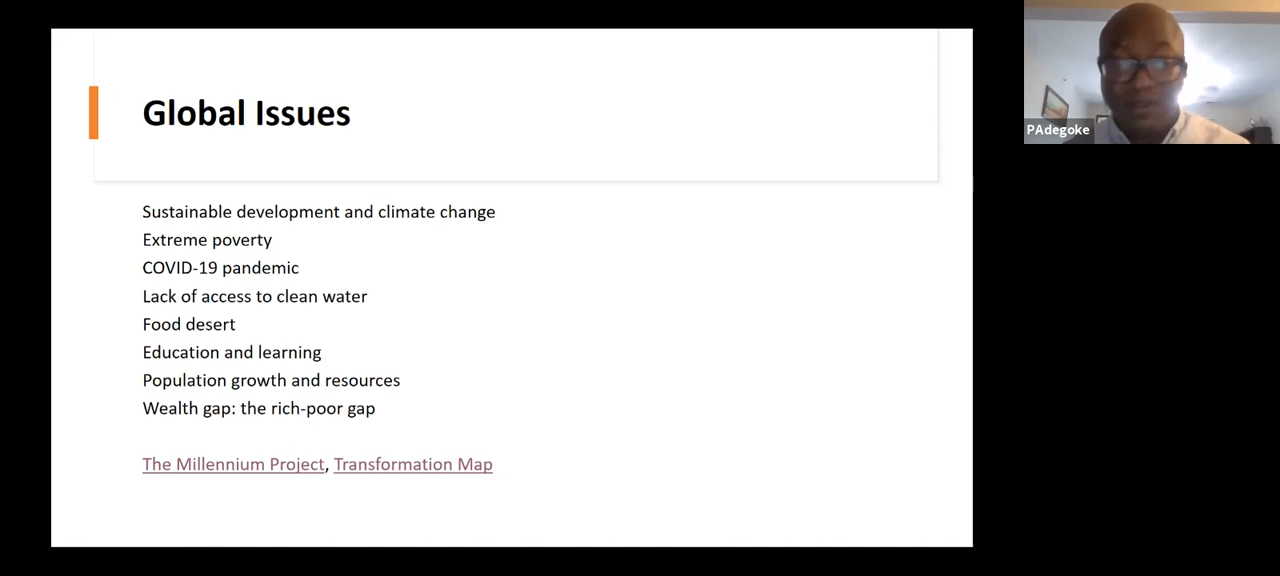 Global Issues
Sustainable development and climate change
Extreme poverty
COVID-19 pandemic
Lack of access to clean water
Food desert
Education and learning
Population growth and resources
Wealth gap: the rich-poor gap
The Millennium Project, Transformation Map
PAdegoke